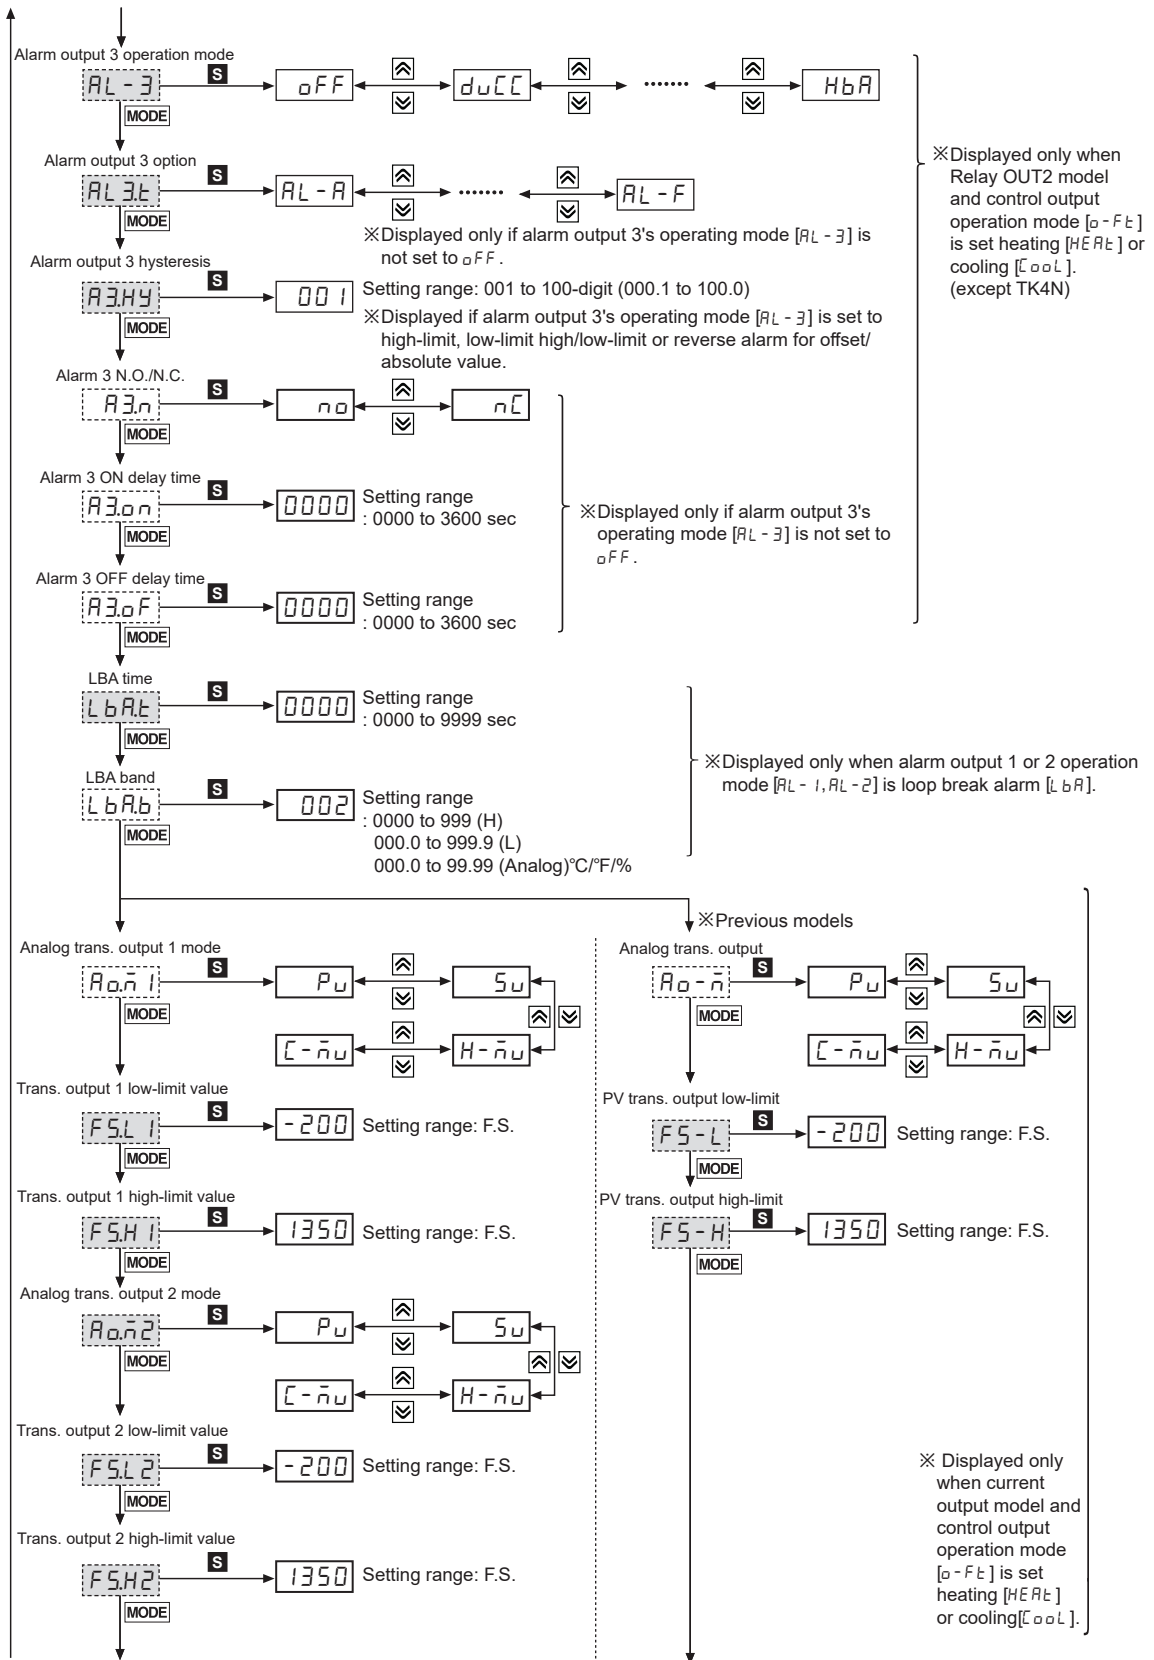 Alarm output 3 operation mode
AL-3 S oFF duCC ······· HbA
MODE
Alarm output 3 option
AL3.t S AL-A ······· AL-F
MODE
※Displayed only if alarm output 3's operating mode [AL-3] is
not set to oFF.
Alarm output 3 hysteresis
A3.HY S 001 Setting range: 001 to 100-digit (000.1 to 100.0)
MODE
※Displayed if alarm output 3's operating mode [AL-3] is set to
high-limit, low-limit high/low-limit or reverse alarm for offset/
absolute value.
Alarm 3 N.O./N.C.
A3.n S no nC
MODE
Alarm 3 ON delay time
A3.on S 0000 Setting range
: 0000 to 3600 sec
MODE
※Displayed only if alarm output 3's
operating mode [AL-3] is not set to
oFF.
Alarm 3 OFF delay time
A3.oF S 0000 Setting range
: 0000 to 3600 sec
MODE
※Displayed only when
Relay OUT2 model
and control output
operation mode [o-Ft]
is set heating [HEAt] or
cooling [CooL].
(except TK4N)
LBA time
LbA.t S 0000 Setting range
: 0000 to 9999 sec
MODE
LBA band
LbA.b S 002 Setting range
: 0000 to 999 (H)
000.0 to 999.9 (L)
000.0 to 99.99 (Analog)°C/°F/%
MODE
※Displayed only when alarm output 1 or 2 operation
mode [AL-1,AL-2] is loop break alarm [LbA].
Analog trans. output 1 mode
Ao.m1 S Pv Sv
MODE
C-mv H-mv
Trans. output 1 low-limit value
FS.L1 S -200 Setting range: F.S.
MODE
Trans. output 1 high-limit value
FS.H1 S 1350 Setting range: F.S.
MODE
Analog trans. output 2 mode
Ao.m2 S Pv Sv
MODE
C-mv H-mv
Trans. output 2 low-limit value
FS.L2 S -200 Setting range: F.S.
MODE
Trans. output 2 high-limit value
FS.H2 S 1350 Setting range: F.S.
MODE
※Previous models
Analog trans. output
Ao-m S Pv Sv
MODE
C-mv H-mv
PV trans. output low-limit
FS-L S -200 Setting range: F.S.
MODE
PV trans. output high-limit
FS-H S 1350 Setting range: F.S.
MODE
※ Displayed only
when current
output model and
control output
operation mode
[o-Ft] is set
heating [HEAt]
or cooling[CooL].